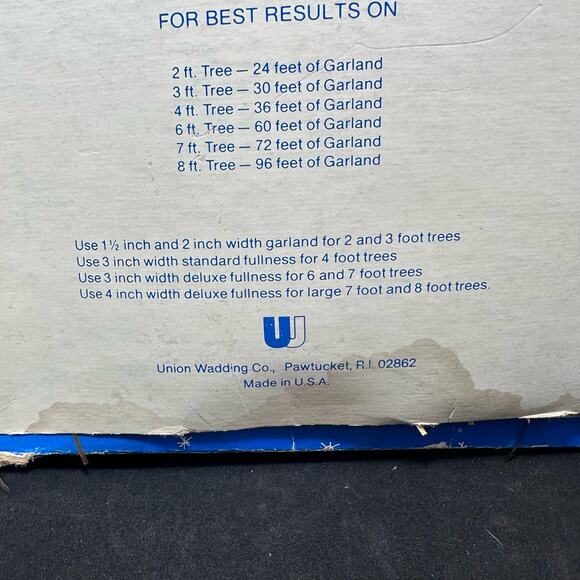 FOR BEST RESULTS ON
2 ft. Tree — 24 feet of Garland
3 ft. Tree — 30 feet of Garland
4 ft. Tree — 36 feet of Garland
6 ft. Tree — 60 feet of Garland
7 ft. Tree — 72 feet of Garland
8 ft. Tree — 96 feet of Garland
Use 1½ inch and 2 inch width garland for 2 and 3 foot trees
Use 3 inch width standard fullness for 4 foot trees
Use 3 inch width deluxe fullness for 6 and 7 foot trees
Use 4 inch width deluxe fullness for large 7 foot and 8 foot trees.
Union Wadding Co., Pawtucket, R.I. 02862
Made in U.S.A.